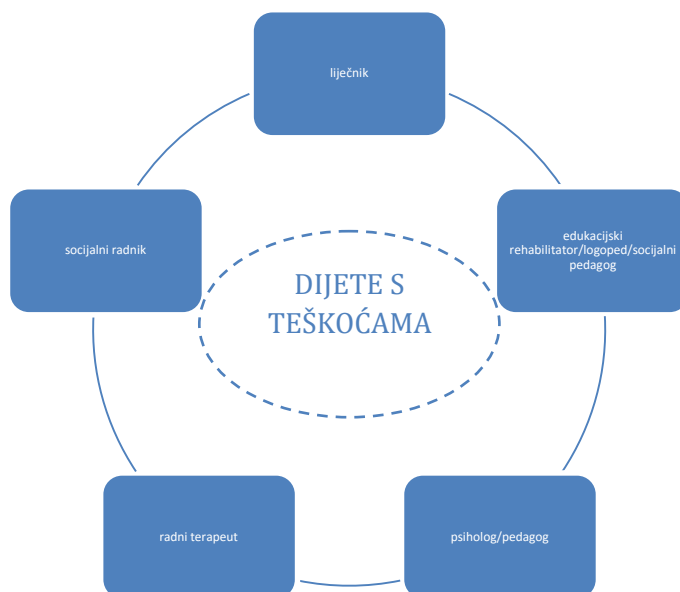 liječnik
edukacijski
rehabilitator/logoped/socijalni
pedagog
socijalni radnik
DIJETE S
TEŠKOĆAMA
radni terapeut
psiholog/pedagog